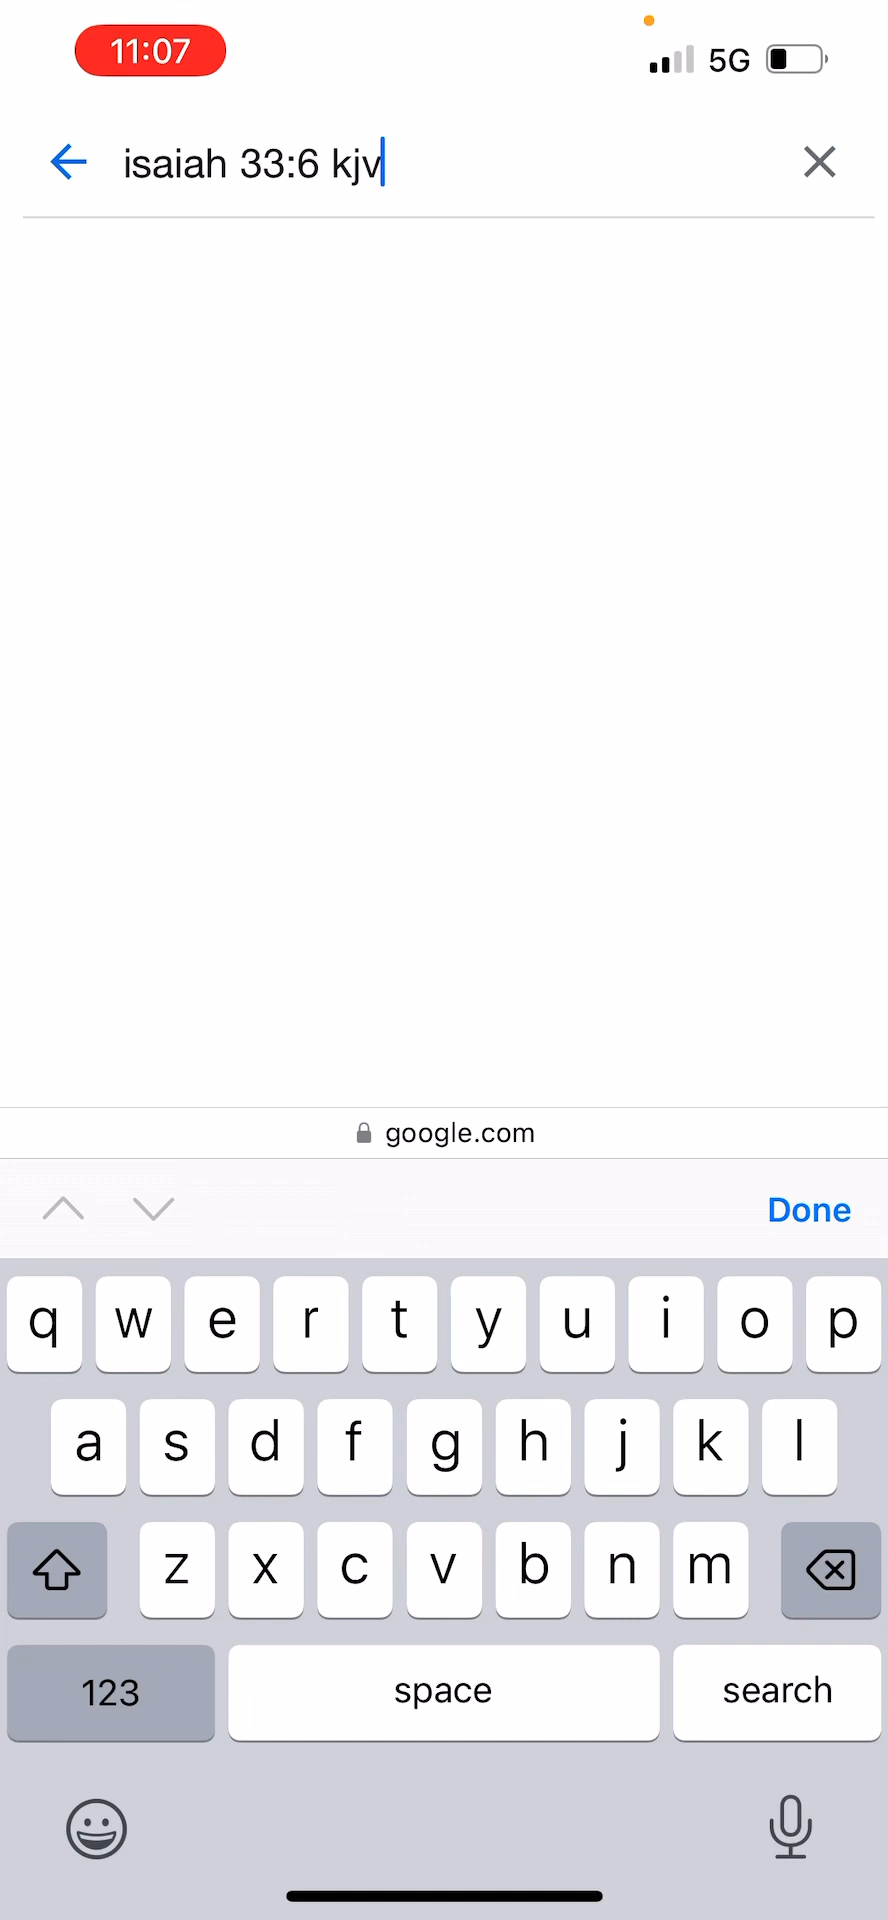 11:07 5G
isaiah 33:6 kjv
google.com
Done
q w e r t y u i o p
a s d f g h j k l
z x c v b n m
123 space search